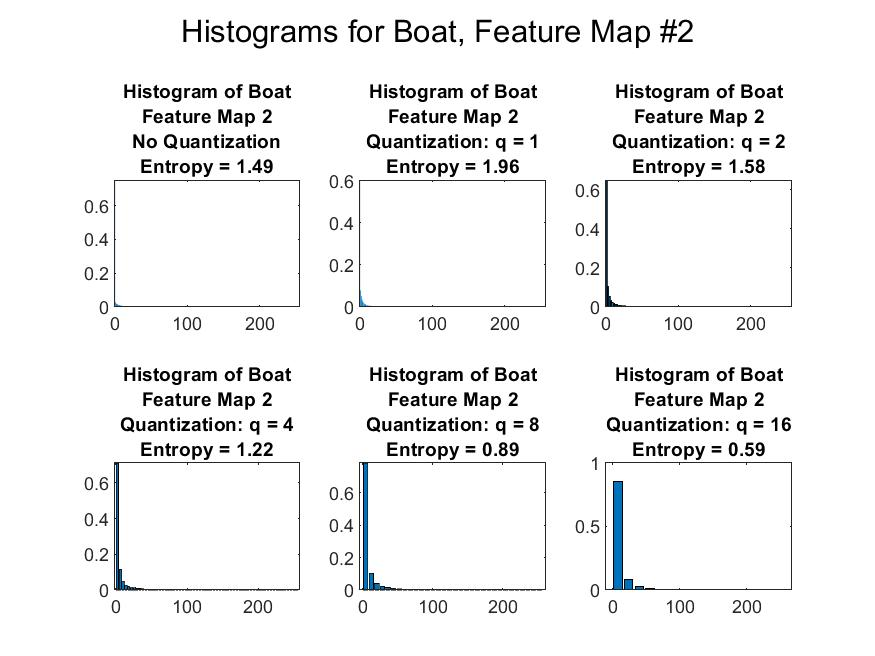 Histograms for Boat, Feature Map #2
Histogram of Boat
Feature Map 2
No Quantization
Entropy = 1.49
0.6
0.4
0.2
0
0 100 200
Histogram of Boat
Feature Map 2
Quantization: q = 1
Entropy = 1.96
0.6
0.4
0.2
0
0 100 200
Histogram of Boat
Feature Map 2
Quantization: q = 2
Entropy = 1.58
0.6
0.4
0.2
0
0 100 200
Histogram of Boat
Feature Map 2
Quantization: q = 4
Entropy = 1.22
0.6
0.4
0.2
0
0 100 200
Histogram of Boat
Feature Map 2
Quantization: q = 8
Entropy = 0.89
0.6
0.4
0.2
0
0 100 200
Histogram of Boat
Feature Map 2
Quantization: q = 16
Entropy = 0.59
1
0.5
0
0 100 200